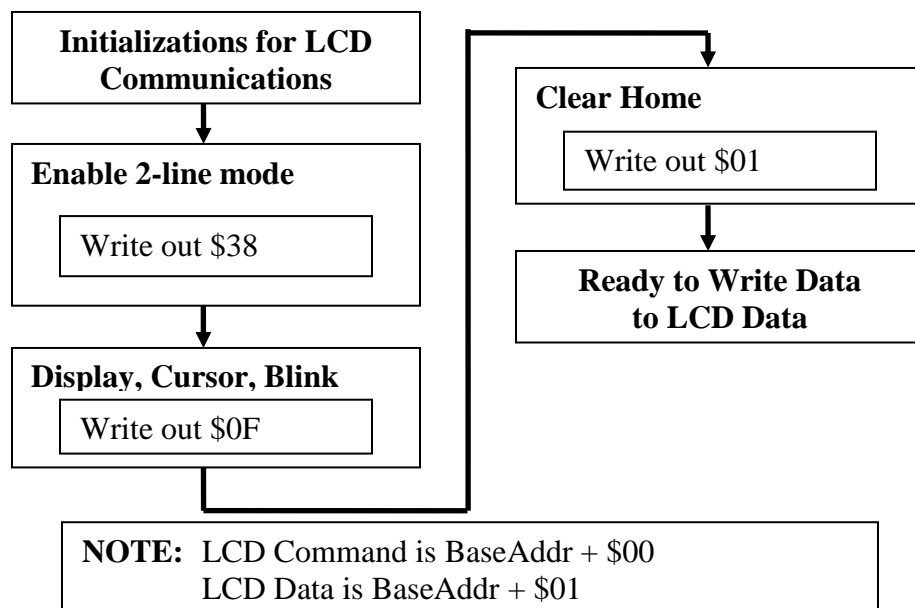 Initializations for LCD
Communications
Enable 2-line mode
Write out $38
Display, Cursor, Blink
Write out $0F
Clear Home
Write out $01
Ready to Write Data
to LCD Data
NOTE: LCD Command is BaseAddr + $00
LCD Data is BaseAddr + $01